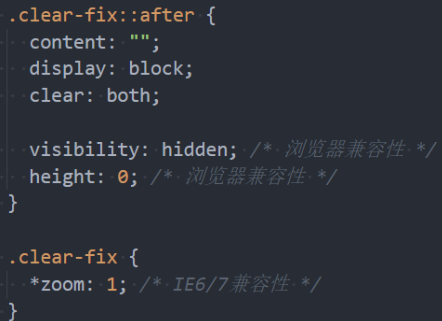 .clear-fix::after {
content: "";
display: block;
clear: both;
visibility: hidden; /* 浏览器兼容性 */
height: 0; /* 浏览器兼容性 */
}
.clear-fix {
*zoom: 1; /* IE6/7兼容性 */
}